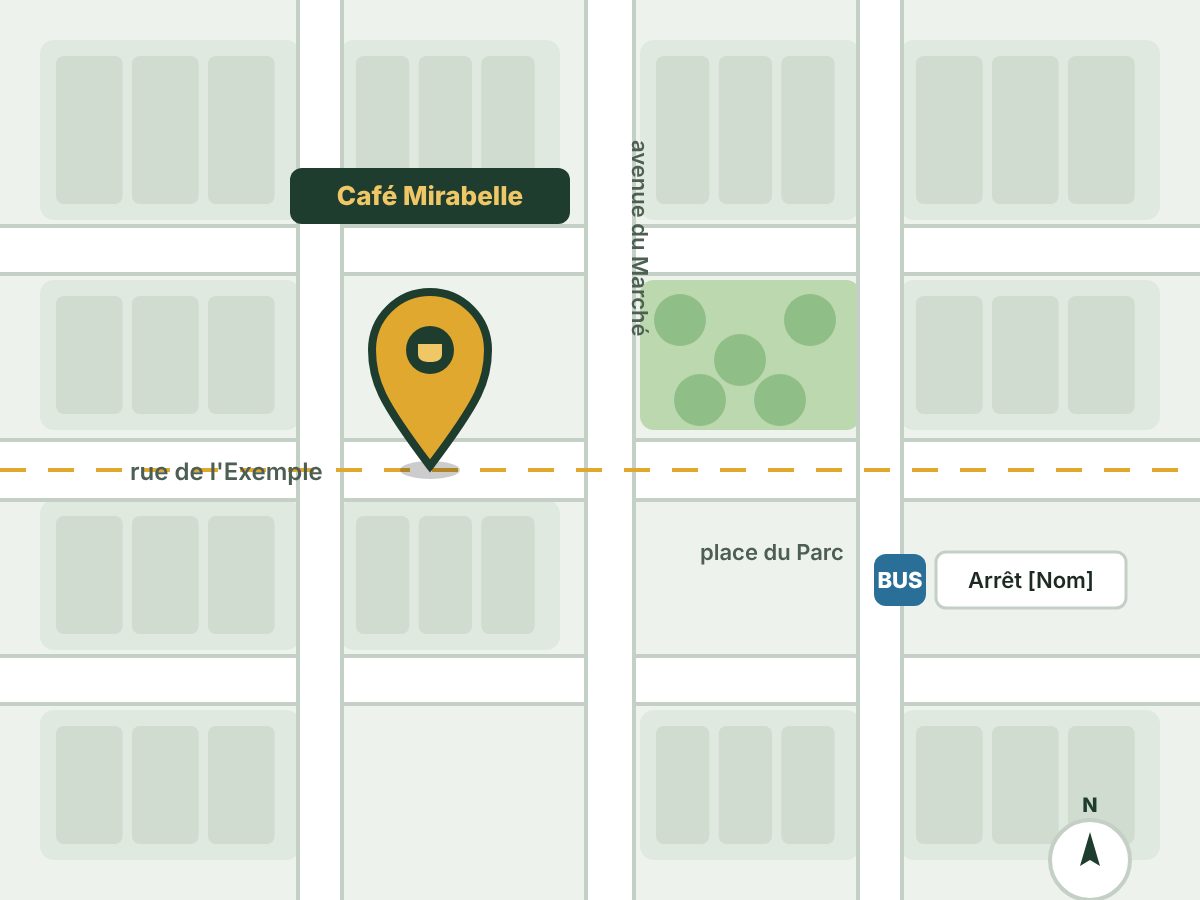 Café Mirabelle
avenue du Marché
rue de l'Exemple
place du Parc
BUS
Arrêt [Nom]
N